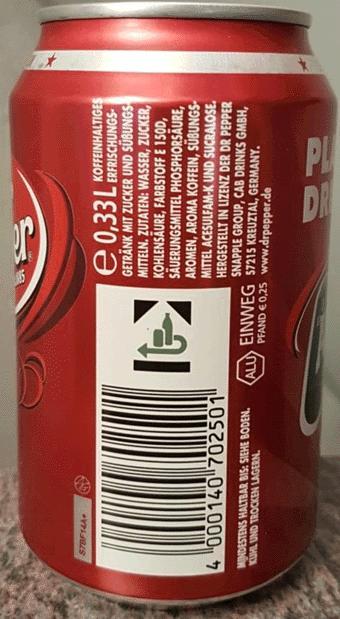 e 0,33L KOFFEINHALTIGES
ERFRISCHUNGS-
GETRÄNK MIT ZUCKER UND SÜßUNGS-
MITTELN. ZUTATEN: WASSER, ZUCKER,
KOHLENSÄURE, FARBSTOFF E 150D,
SÄUERUNGSMITTEL PHOSPHORSÄURE,
AROMEN, AROMA KOFFEIN, SÜßUNGS-
MITTEL ACESULFAM-K UND SUCRALOSE.
HERGESTELLT IN LIZENZ DER DR PEPPER
SNAPPLE GROUP, CAB DRINKS GMBH,
57215 KREUZTAL, GERMANY.
www.drpepper.de
ALU EINWEG
PFAND € 0,25
4 000140 702501
MINDESTENS HALTBAR BIS: SIEHE BODEN.
KÜHL UND TROCKEN LAGERN.
er
1885
PL
DR